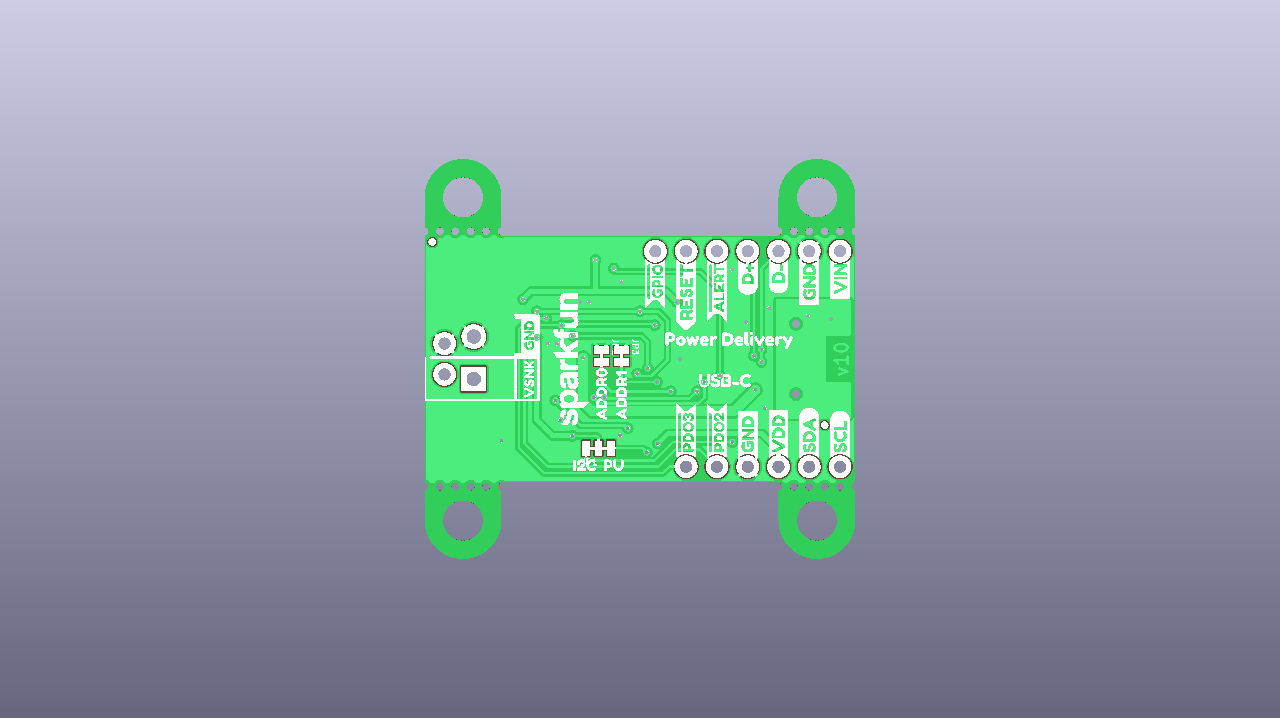 GPIO
RESET
ALERT
D+
D-
GND
VIN
GND
VSNK
sparkfun
ADDR0
ADDR1
Power Delivery
USB-C
v10
PDO3
PDO2
GND
VDD
SDA
SCL
I2C PU